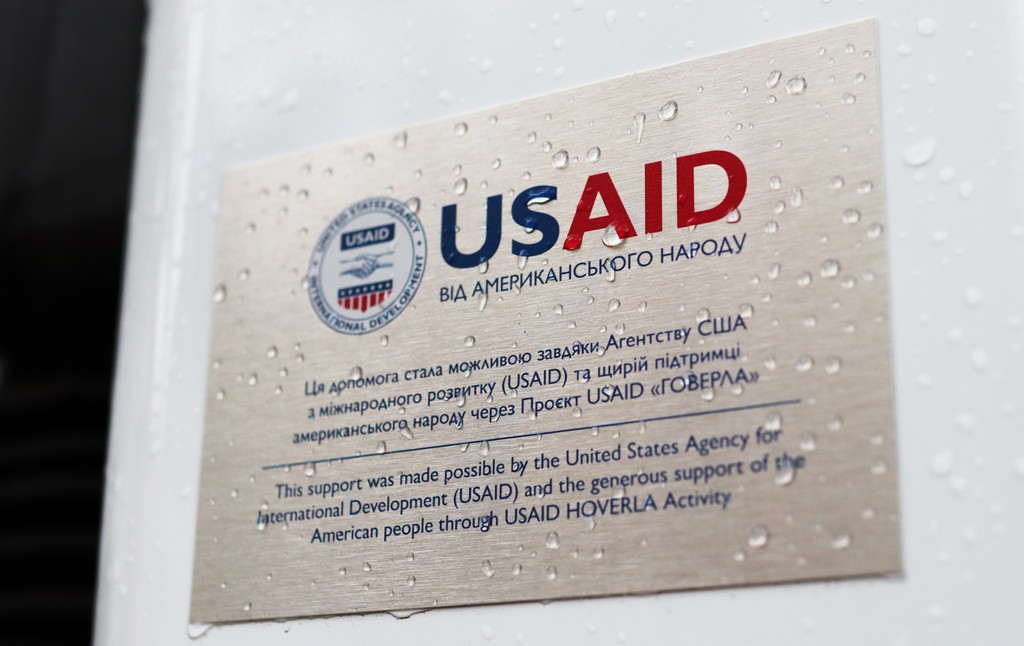 UNITED STATES AGENCY
USAID
INTERNATIONAL DEVELOPMENT
USAID
ВІД АМЕРИКАНСЬКОГО НАРОДУ
Ця допомога стала можливою завдяки Агентству США
з міжнародного розвитку (USAID) та щирій підтримці
американського народу через Проєкт USAID «ГОВЕРЛА»
This support was made possible by the United States Agency for
International Development (USAID) and the generous support of the
American people through USAID HOVERLA Activity